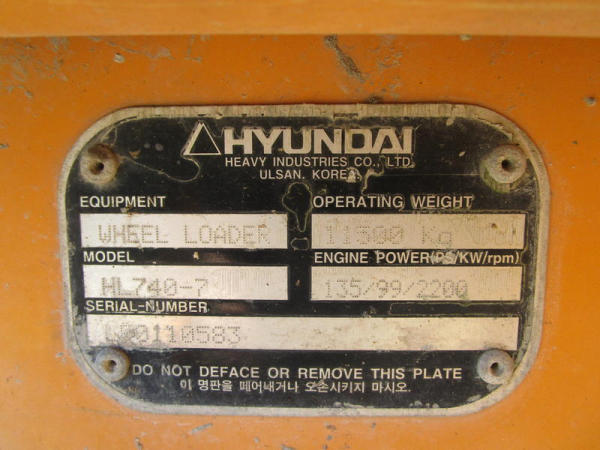 HYUNDAI
HEAVY INDUSTRIES CO., LTD.
ULSAN. KOREA.
EQUIPMENT OPERATING WEIGHT
WHEEL LOADER 11500 Kg
MODEL ENGINE POWER(PS/KW/rpm)
HL740-7 135/99/2200
SERIAL-NUMBER
DO NOT DEFACE OR REMOVE THIS PLATE
이 명판을 떼어내거나 오손시키지 마시오.